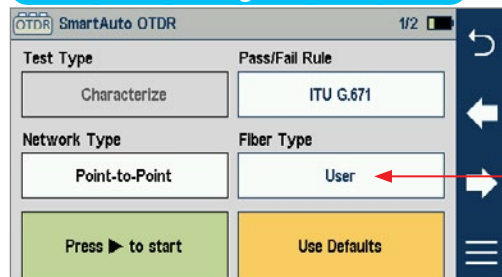 OTDR SmartAuto OTDR 1/2
Test Type Pass/Fail Rule
Characterize ITU G.671
Network Type Fiber Type
Point-to-Point User
Press ▶ to start Use Defaults